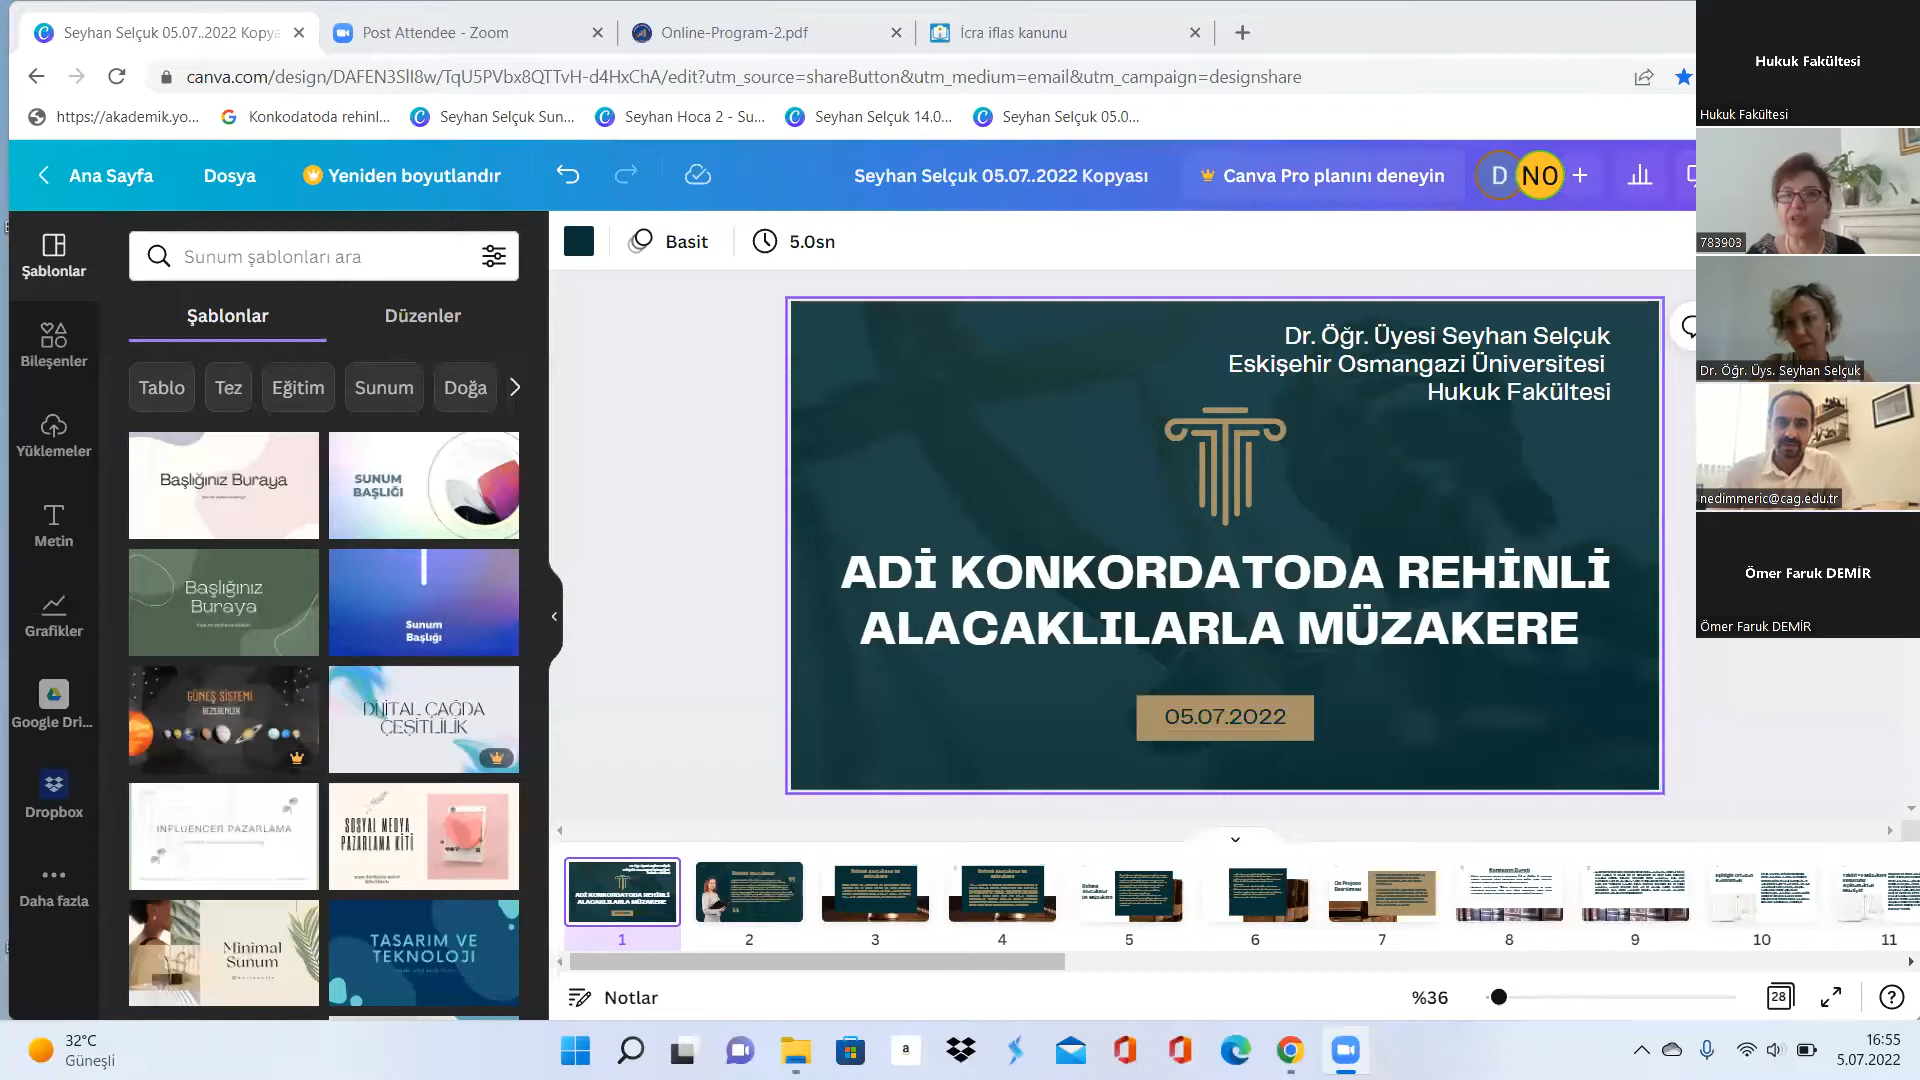 Seyhan Selçuk 05.07..2022 Kopya
Post Attendee - Zoom
Online-Program-2.pdf
İcra iflas kanunu
canva.com/design/DAFEN3SlI8w/TqU5PVbx8QTTvH-d4HxChA/edit?utm_source=shareButton&utm_medium=email&utm_campaign=designshare
https://akademik.yo...
Konkodatoda rehinl...
Seyhan Selçuk Sun...
Seyhan Hoca 2 - Su...
Seyhan Selçuk 14.0...
Seyhan Selçuk 05.0...
Ana Sayfa
Dosya
Yeniden boyutlandır
Seyhan Selçuk 05.07..2022 Kopyası
Canva Pro planını deneyin
D
NO
Şablonlar
Bileşenler
Yüklemeler
Metin
Grafikler
Google Dri...
Dropbox
Daha fazla
Sunum şablonları ara
Şablonlar
Düzenler
Tablo
Tez
Eğitim
Sunum
Doğa
Başlığınız Buraya
SUNUM
BAŞLIĞI
Başlığınız
Buraya
Sunum
Başlığı
GÜNEŞ SİSTEMİ
GEZEGENLER
DİJİTAL ÇAĞDA
ÇEŞİTLİLİK
INFLUENCER PAZARLAMA
SOSYAL MEDYA
PAZARLAMA KİTİ
Minimal
Sunum
TASARIM VE
TEKNOLOJİ
Basit
5.0sn
Dr. Öğr. Üyesi Seyhan Selçuk
Eskişehir Osmangazi Üniversitesi
Hukuk Fakültesi
ADİ KONKORDATODA REHİNLİ
ALACAKLILARLA MÜZAKERE
05.07.2022
ADİ KONKORDATODA REHİNLİ
ALACAKLILARLA MÜZAKERE
1
2
3
4
5
6
7
8
9
10
11
Notlar
%36
28
Hukuk Fakültesi
Hukuk Fakültesi
783903
Dr. Öğr. Üys. Seyhan Selçuk
nedimmeric@cag.edu.tr
Ömer Faruk DEMİR
Ömer Faruk DEMİR
32°C
Güneşli
16:55
5.07.2022